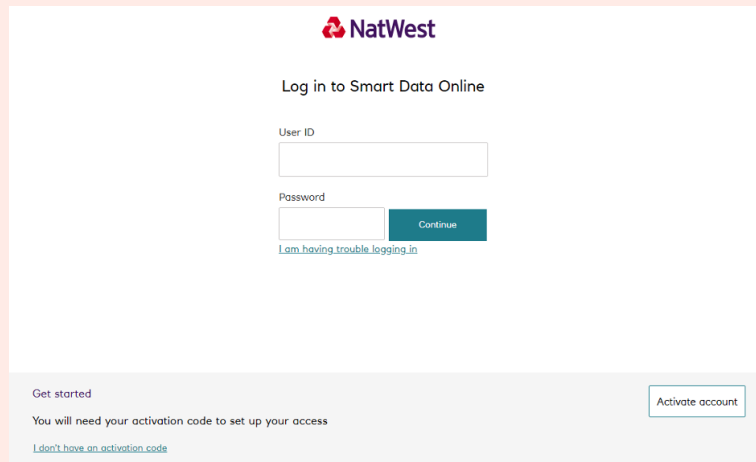 NatWest
Log in to Smart Data Online
User ID
Password
Continue
I am having trouble logging in
Get started
Activate account
You will need your activation code to set up your access
I don't have an activation code